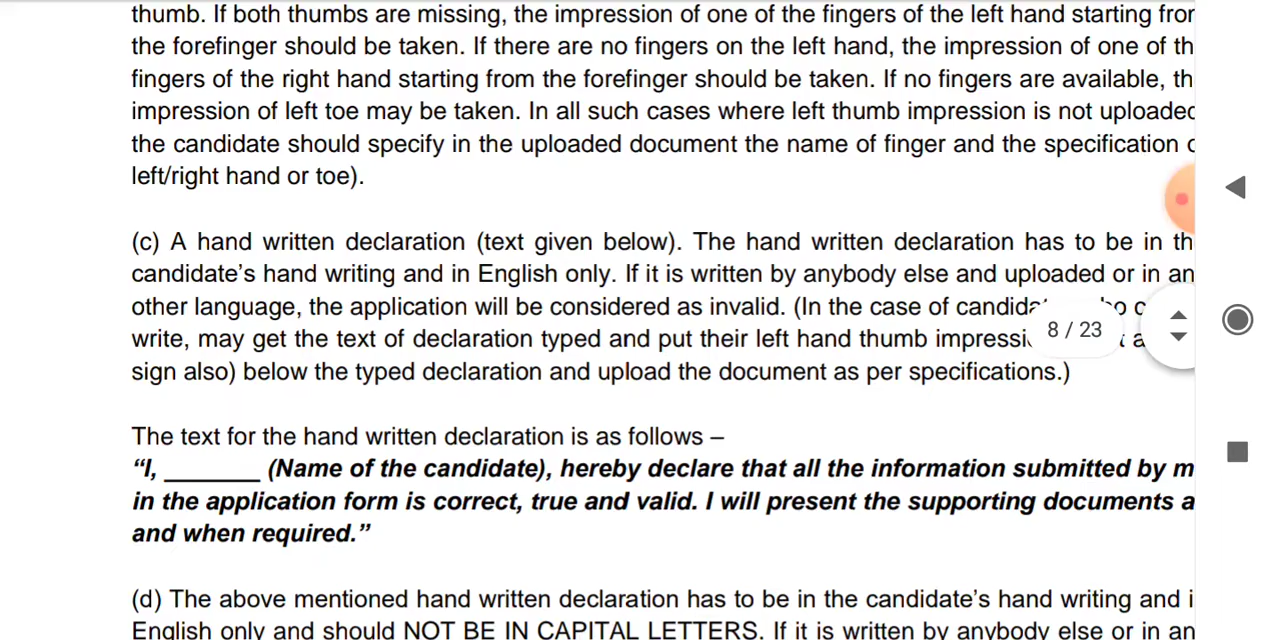 thumb. If both thumbs are missing, the impression of one of the fingers of the left hand starting
the forefinger should be taken. If there are no fingers on the left hand, the impression of one of
fingers of the right hand starting from the forefinger should be taken. If no fingers are available,
impression of left toe may be taken. In all such cases where left thumb impression is not
the candidate should specify in the uploaded document the name of finger and the specification
left/right hand or toe).
(c) A hand written declaration (text given below). The hand written declaration has to be in
candidate’s hand writing and in English only. If it is written by anybody else and uploaded or in
other language, the application will be considered as invalid. (In the case of
write, may get the text of declaration typed and put their left hand thumb
8 / 23
sign also) below the typed declaration and upload the document as per specifications.)
The text for the hand written declaration is as follows –
“I, _______ (Name of the candidate), hereby declare that all the information submitted by
in the application form is correct, true and valid. I will present the supporting documents
and when required.”
(d) The above mentioned hand written declaration has to be in the candidate’s hand writing and
English only and should NOT BE IN CAPITAL LETTERS. If it is written by anybody else or in